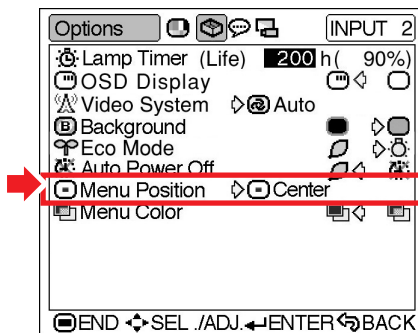 Options INPUT 2
Lamp Timer (Life) 200 h( 90%)
OSD Display
Video System Auto
B Background
Eco Mode
Auto Power Off
Menu Position Center
Menu Color
END SEL ./ADJ. ENTER BACK